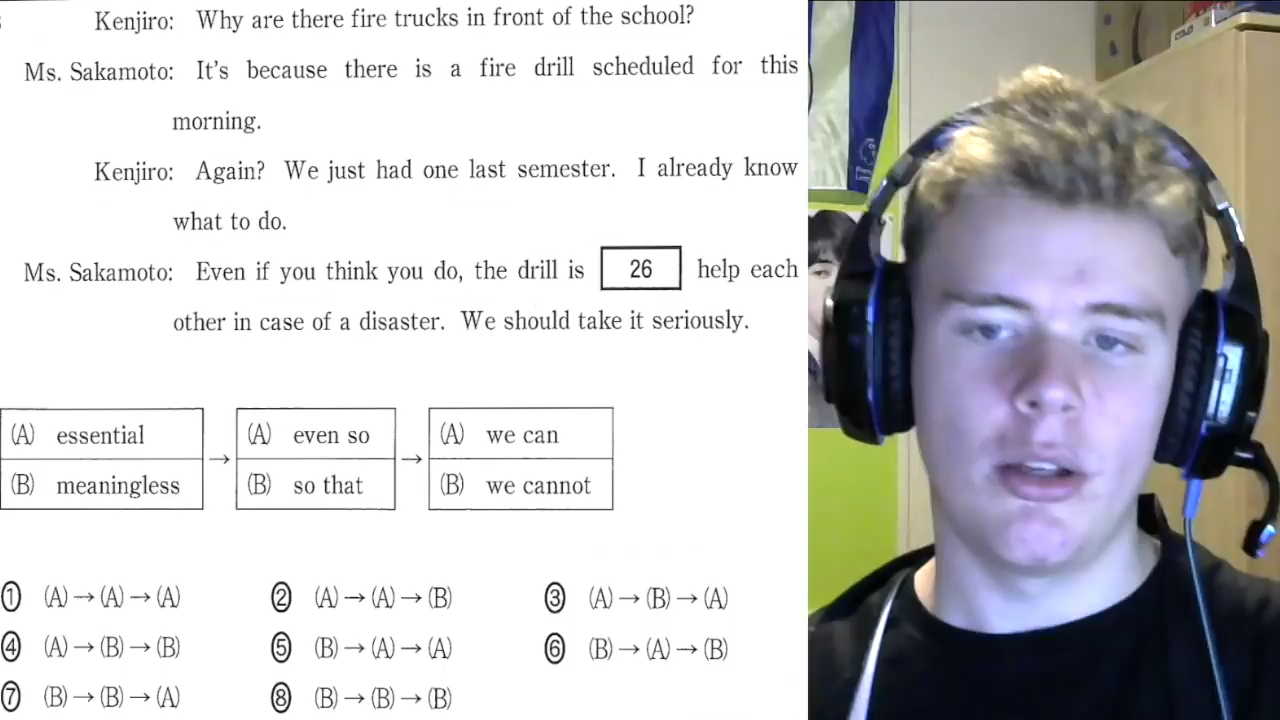 Kenjiro: Why are there fire trucks in front of the school?
Ms. Sakamoto: It's because there is a fire drill scheduled for this
morning.
Kenjiro: Again? We just had one last semester. I already know
what to do.
Ms. Sakamoto: Even if you think you do, the drill is 26 help each
other in case of a disaster. We should take it seriously.
(A) essential → (A) even so → (A) we can
(B) meaningless (B) so that (B) we cannot
① (A) → (A) → (A) ② (A) → (A) → (B) ③ (A) → (B) → (A)
④ (A) → (B) → (B) ⑤ (B) → (A) → (A) ⑥ (B) → (A) → (B)
⑦ (B) → (B) → (A) ⑧ (B) → (B) → (B)